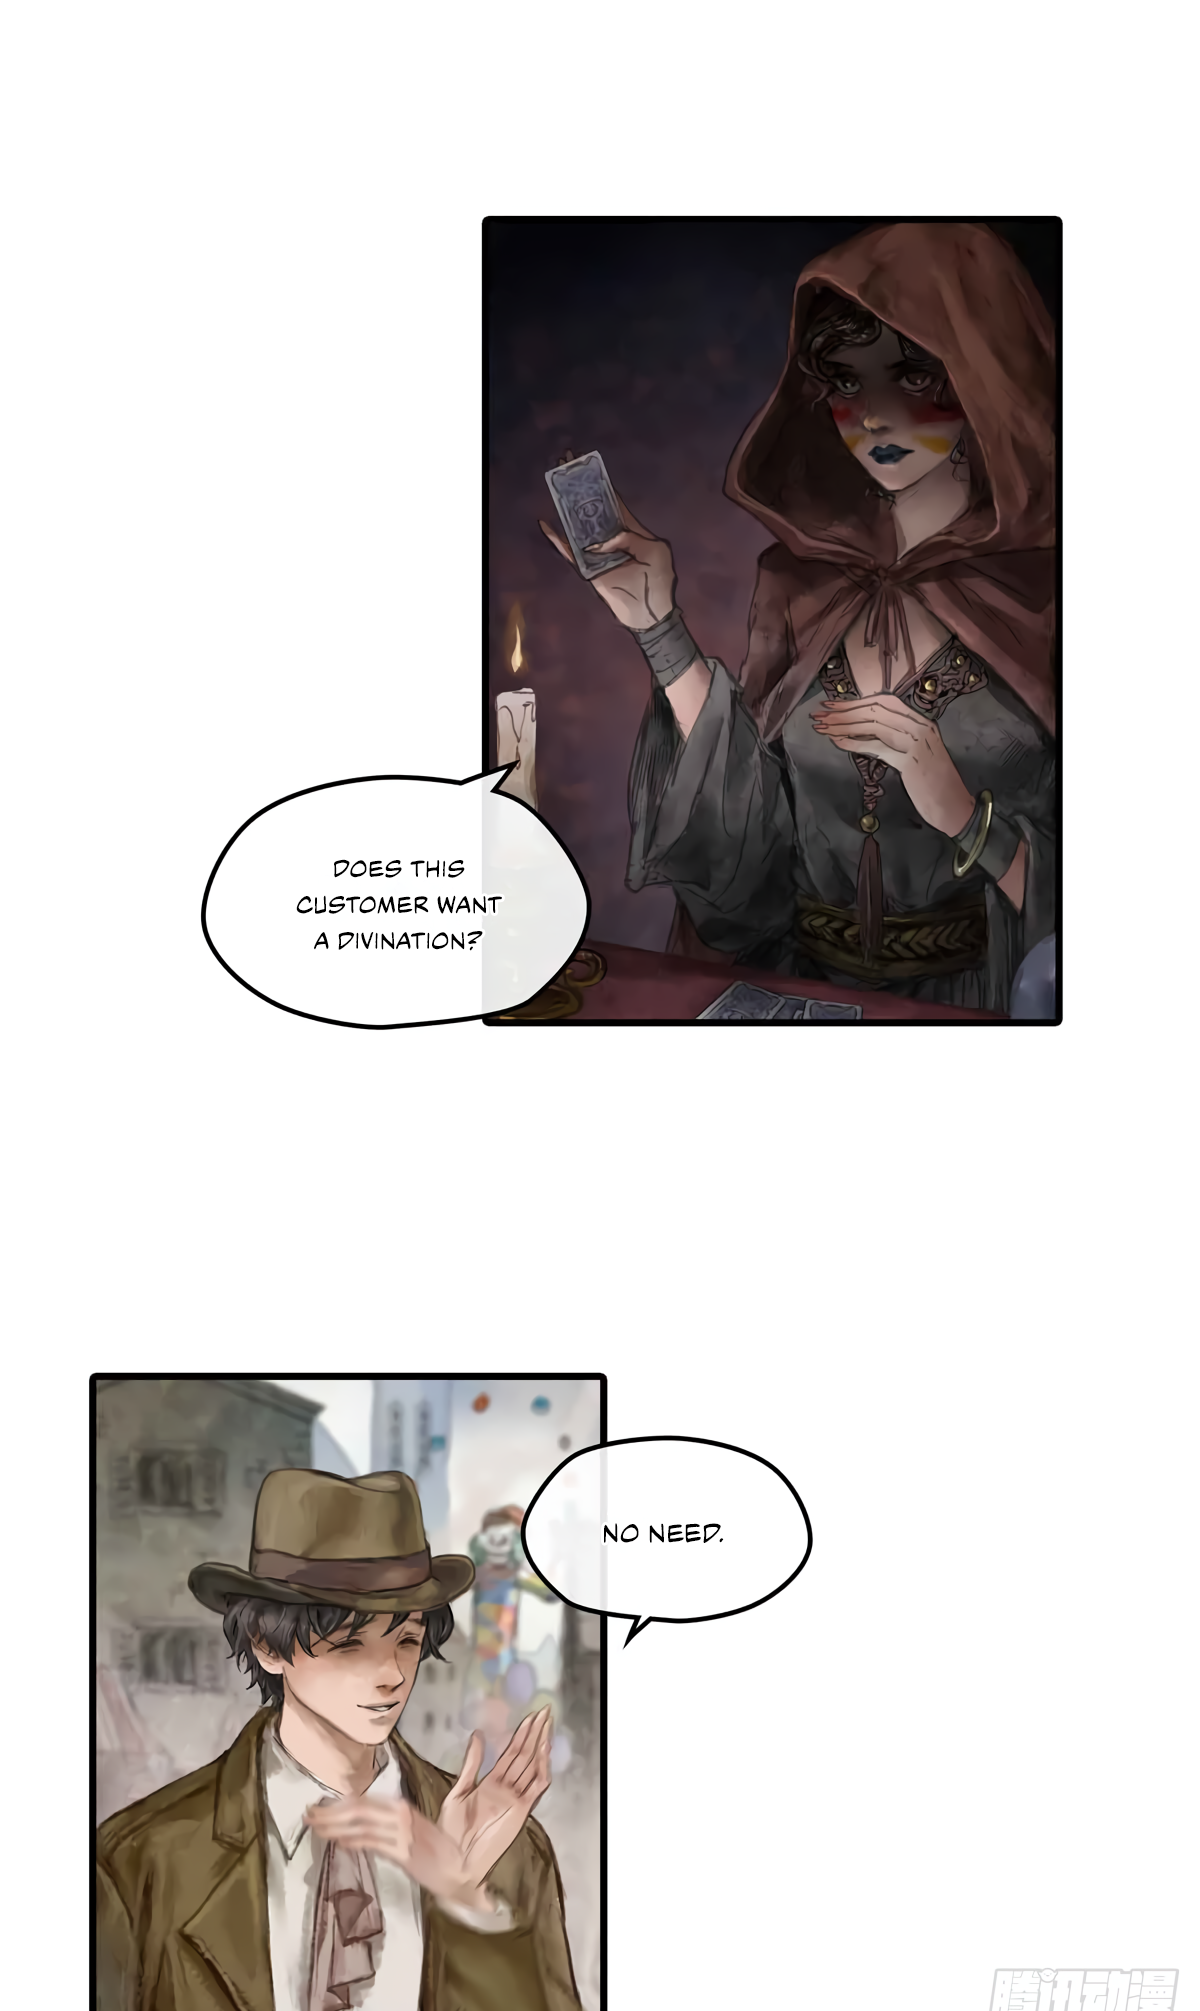 DOES THIS
CUSTOMER WANT
A DIVINATION?
NO NEED.
腾讯动漫